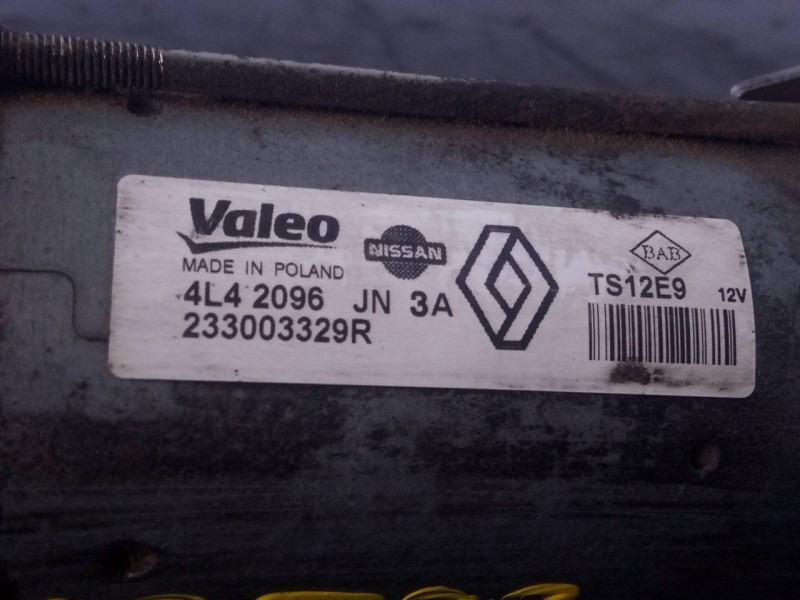 Valeo
NISSAN
BAB
MADE IN POLAND
TS12E9 12V
4L4 2096 JN 3A
233003329R